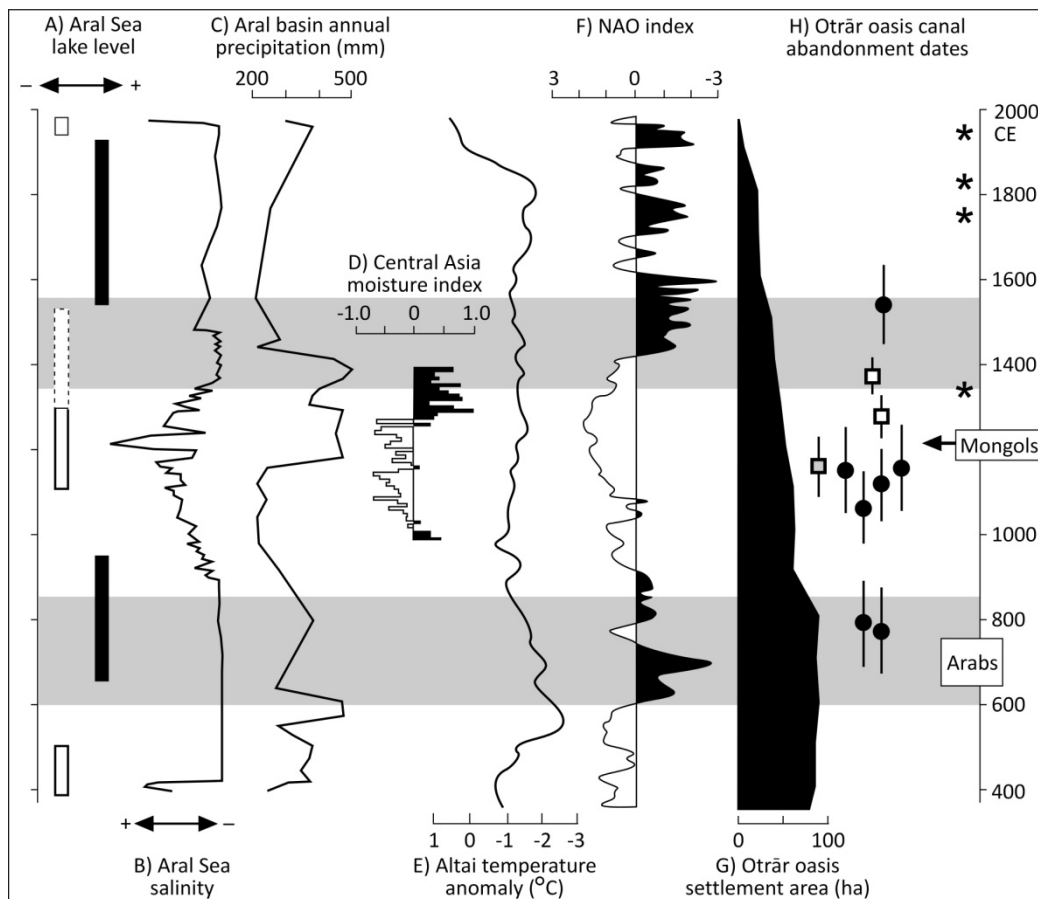 A) Aral Sea
lake level
– +
C) Aral basin annual
precipitation (mm)
200 500
F) NAO index
3 0 -3
H) Otrār oasis canal
abandonment dates
D) Central Asia
moisture index
-1.0 0 1.0
2000
CE
*
*
1800
*
1600
1400
*
Mongols
1200
1000
800
Arabs
600
400
+ –
B) Aral Sea
salinity
1 0 -1 -2 -3
E) Altai temperature
anomaly (°C)
0 100
G) Otrār oasis
settlement area (ha)